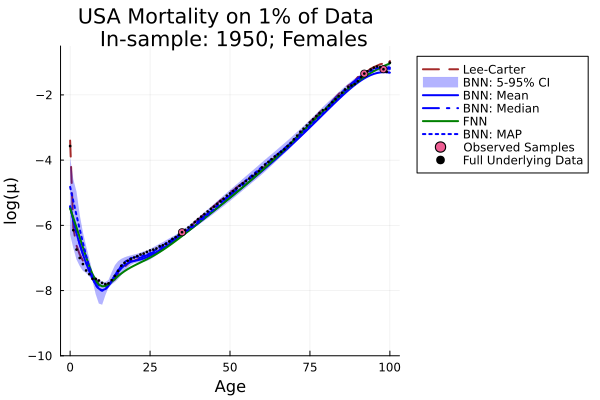 USA Mortality on 1% of Data
In-sample: 1950; Females
log(μ)
−2
−4
−6
−8
−10
0
25
50
75
100
Age
Lee-Carter
BNN: 5-95% CI
BNN: Mean
BNN: Median
FNN
BNN: MAP
Observed Samples
Full Underlying Data